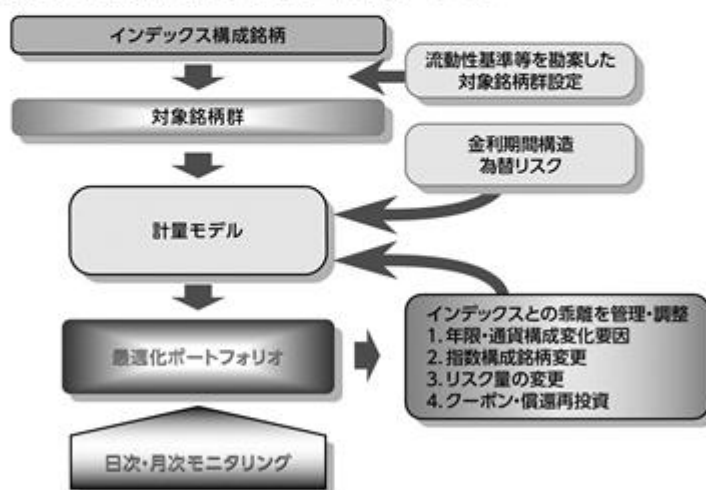 インデックス構成銘柄
流動性基準等を勘案した
対象銘柄群設定
対象銘柄群
金利期間構造
為替リスク
計量モデル
インデックスとの乖離を管理・調整
1. 年限・通貨構成変化要因
2. 指数構成銘柄変更
3. リスク量の変更
4. クーポン・償還再投資
最適化ポートフォリオ
日次・月次モニタリング